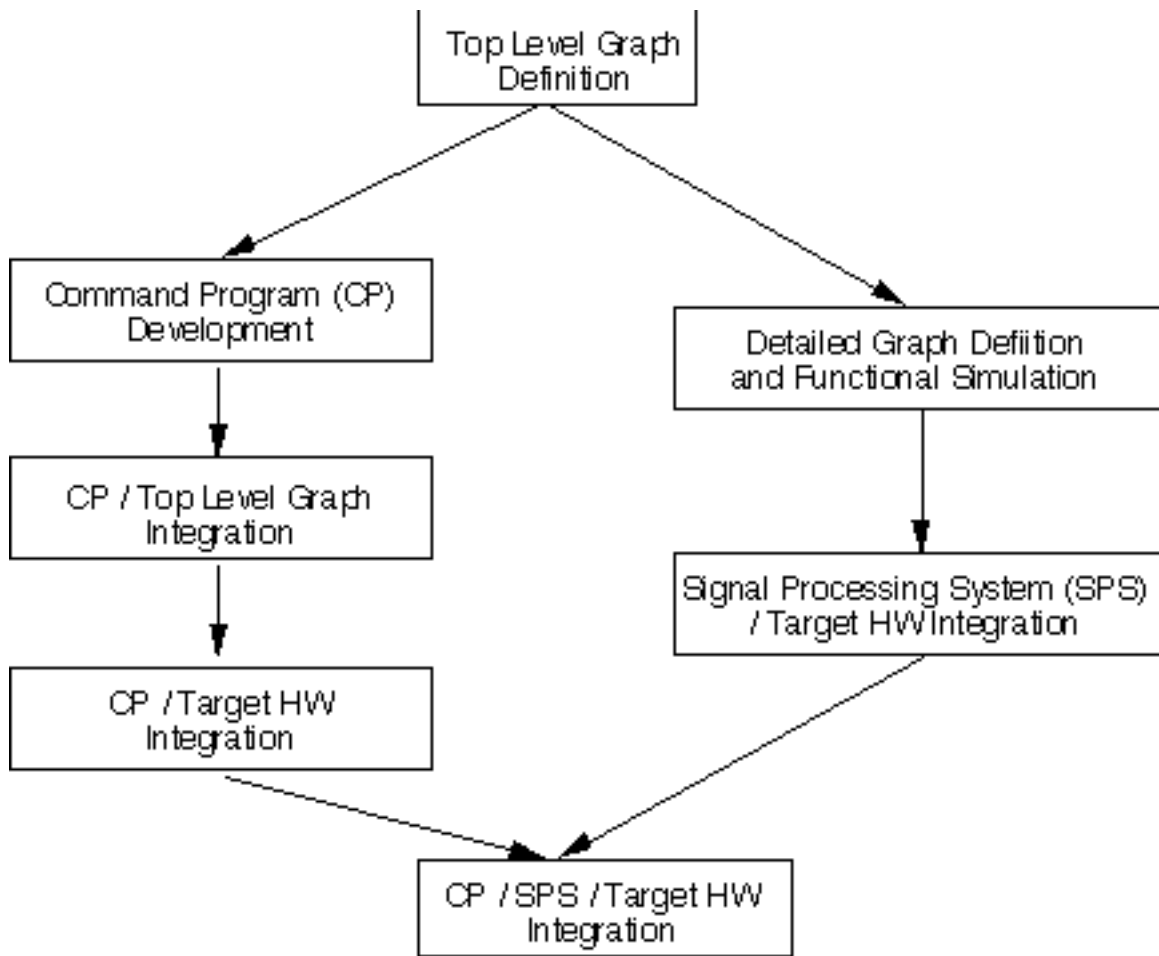 Top Level Graph
Definition
Command Program (CP)
Development
Detailed Graph Defiition
and Functional Simulation
CP / Top Level Graph
Integration
Signal Processing System (SPS)
/ Target HW Integration
CP / Target HW
Integration
CP / SPS / Target HW
Integration